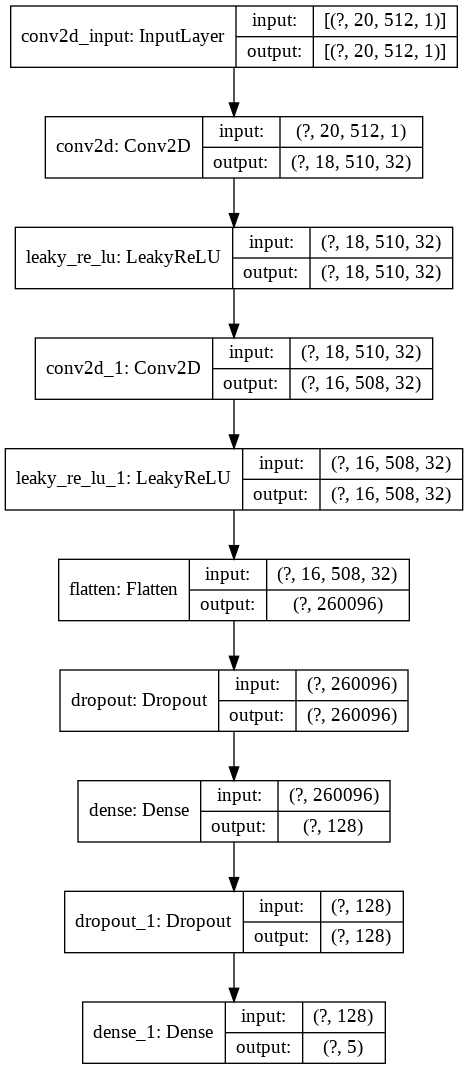 conv2d_input: InputLayer
input: [(?, 20, 512, 1)]
output: [(?, 20, 512, 1)]
conv2d: Conv2D
input: (?, 20, 512, 1)
output: (?, 18, 510, 32)
leaky_re_lu: LeakyReLU
input: (?, 18, 510, 32)
output: (?, 18, 510, 32)
conv2d_1: Conv2D
input: (?, 18, 510, 32)
output: (?, 16, 508, 32)
leaky_re_lu_1: LeakyReLU
input: (?, 16, 508, 32)
output: (?, 16, 508, 32)
flatten: Flatten
input: (?, 16, 508, 32)
output: (?, 260096)
dropout: Dropout
input: (?, 260096)
output: (?, 260096)
dense: Dense
input: (?, 260096)
output: (?, 128)
dropout_1: Dropout
input: (?, 128)
output: (?, 128)
dense_1: Dense
input: (?, 128)
output: (?, 5)